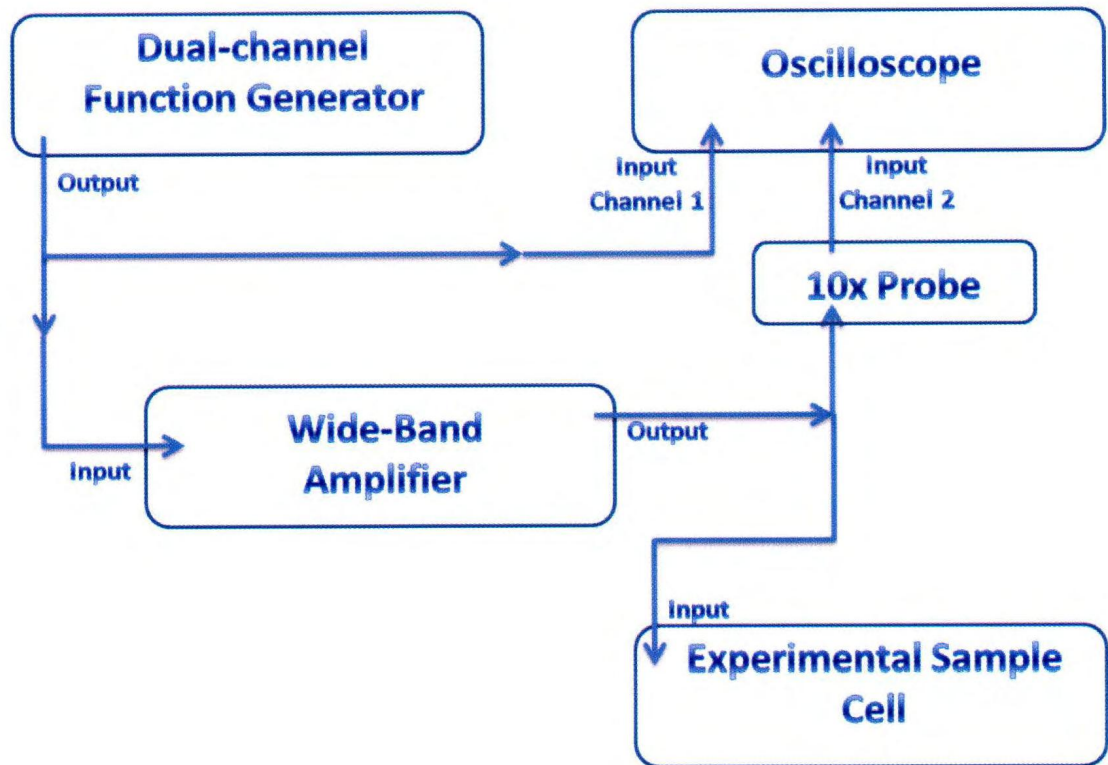 Dual-channel
Function Generator
Oscilloscope
Output
Input
Channel 1
Input
Channel 2
10x Probe
Wide-Band
Amplifier
Input
Output
Input
Experimental Sample
Cell